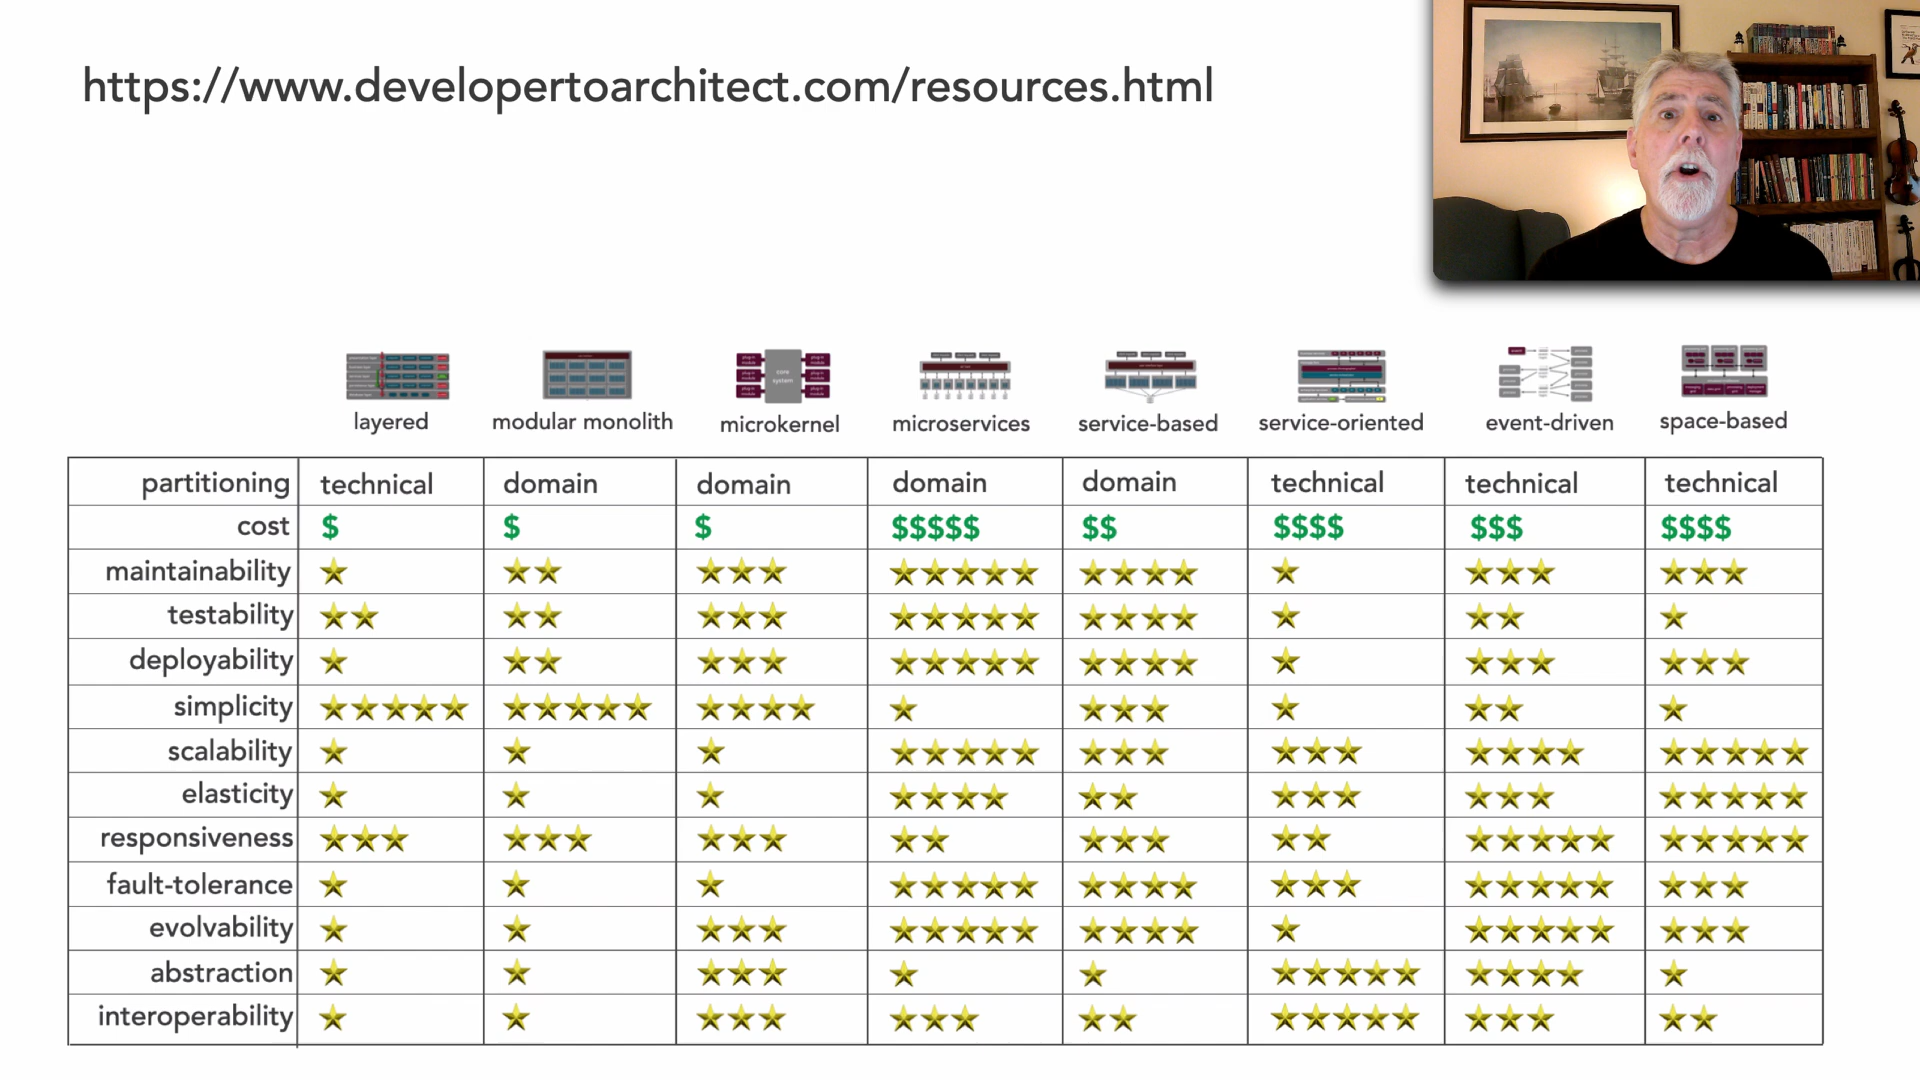 https://www.developertoarchitect.com/resources.html
core
system
layered modular monolith microkernel microservices service-based service-oriented event-driven space-based
partitioning technical domain domain domain domain technical technical technical
cost $ $ $ $$$$$ $$ $$$$ $$$ $$$$
maintainability
testability
deployability
simplicity
scalability
elasticity
responsiveness
fault-tolerance
evolvability
abstraction
interoperability